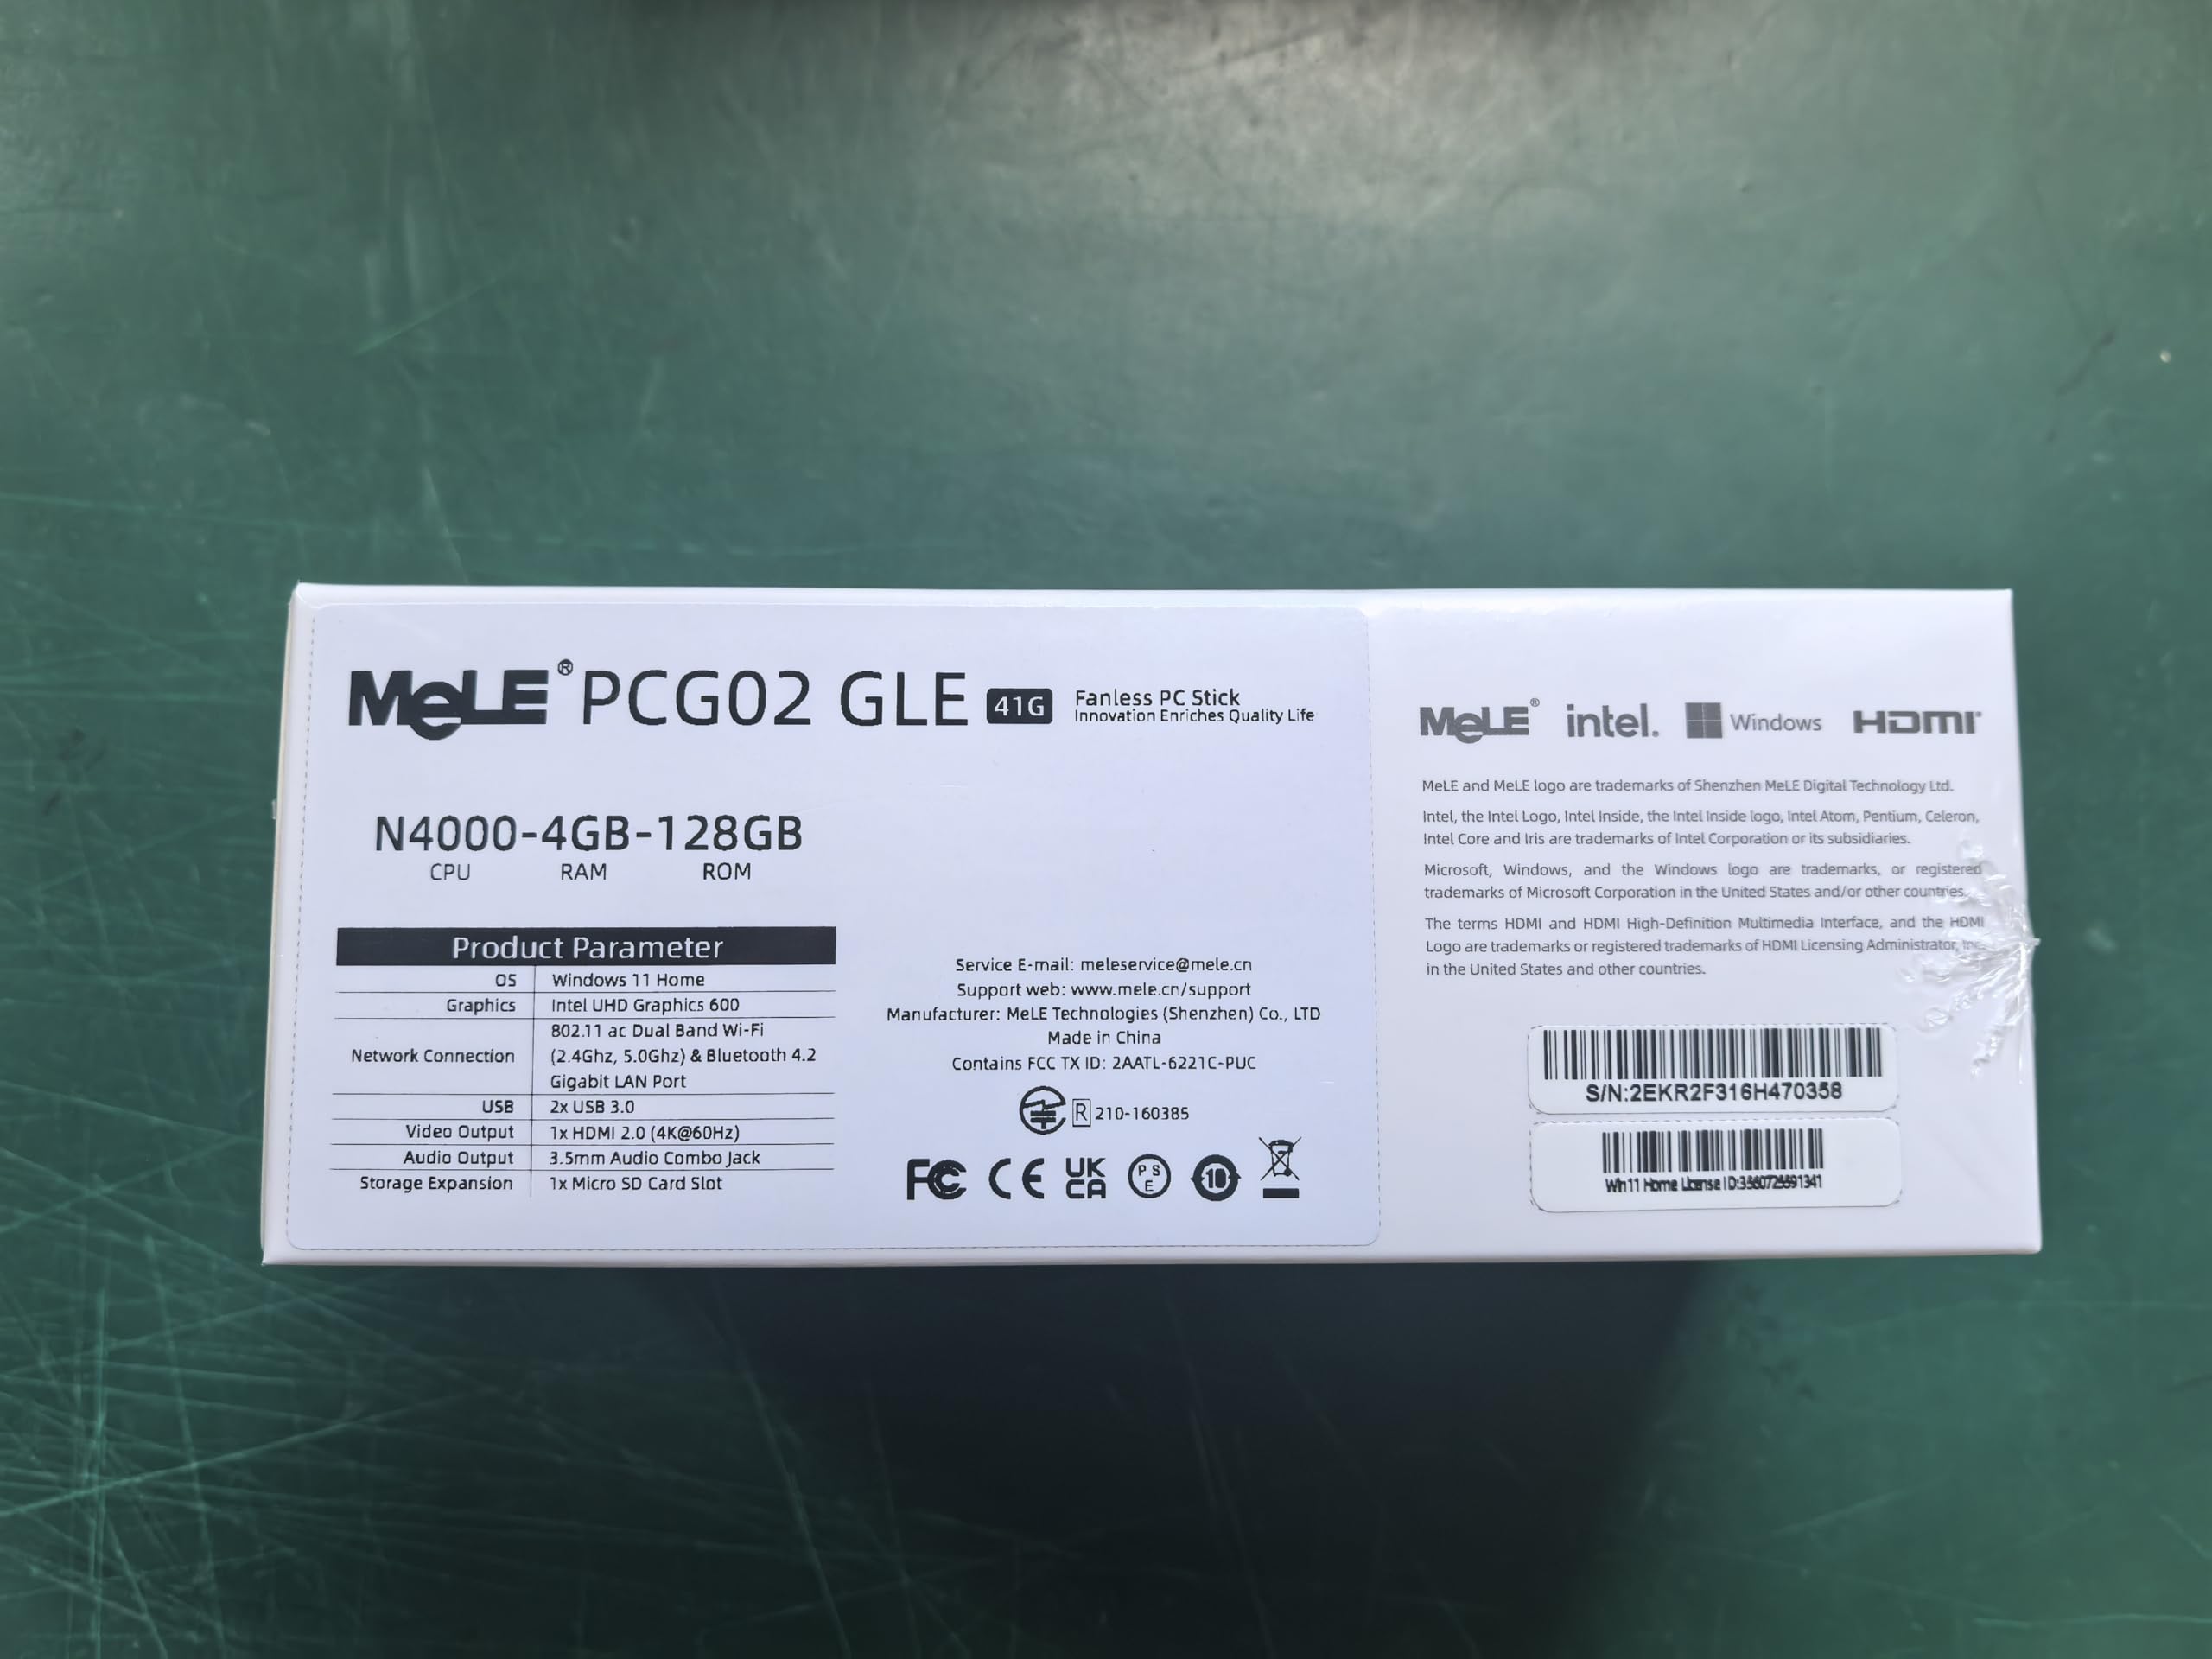 MeLE® PCG02 GLE 41G Fanless PC Stick
Innovation Enriches Quality Life
N4000-4GB-128GB
CPU RAM ROM
Product Parameter
OS Windows 11 Home
Graphics Intel UHD Graphics 600
Network Connection 802.11 ac Dual Band Wi-Fi
(2.4Ghz, 5.0Ghz) & Bluetooth 4.2
Gigabit LAN Port
USB 2x USB 3.0
Video Output 1x HDMI 2.0 (4K@60Hz)
Audio Output 3.5mm Audio Combo Jack
Storage Expansion 1x Micro SD Card Slot
Service E-mail: meleservice@mele.cn
Support web: www.mele.cn/support
Manufacturer: MeLE Technologies (Shenzhen) Co., LTD
Made in China
Contains FCC TX ID: 2AATL-6221C-PUC
R 210-160385
FC CE UK CA PSE 10
MeLE® intel. Windows HDMI
MeLE and MeLE logo are trademarks of Shenzhen MeLE Digital Technology Ltd.
Intel, the Intel Logo, Intel Inside, the Intel Inside logo, Intel Atom, Pentium, Celeron,
Intel Core and Iris are trademarks of Intel Corporation or its subsidiaries.
Microsoft, Windows, and the Windows logo are trademarks, or registered
trademarks of Microsoft Corporation in the United States and/or other countries.
The terms HDMI and HDMI High-Definition Multimedia Interface, and the HDMI
Logo are trademarks or registered trademarks of HDMI Licensing Administrator, Inc.
in the United States and other countries.
S/N:2EKR2F316H470358
Win11 Home License ID: